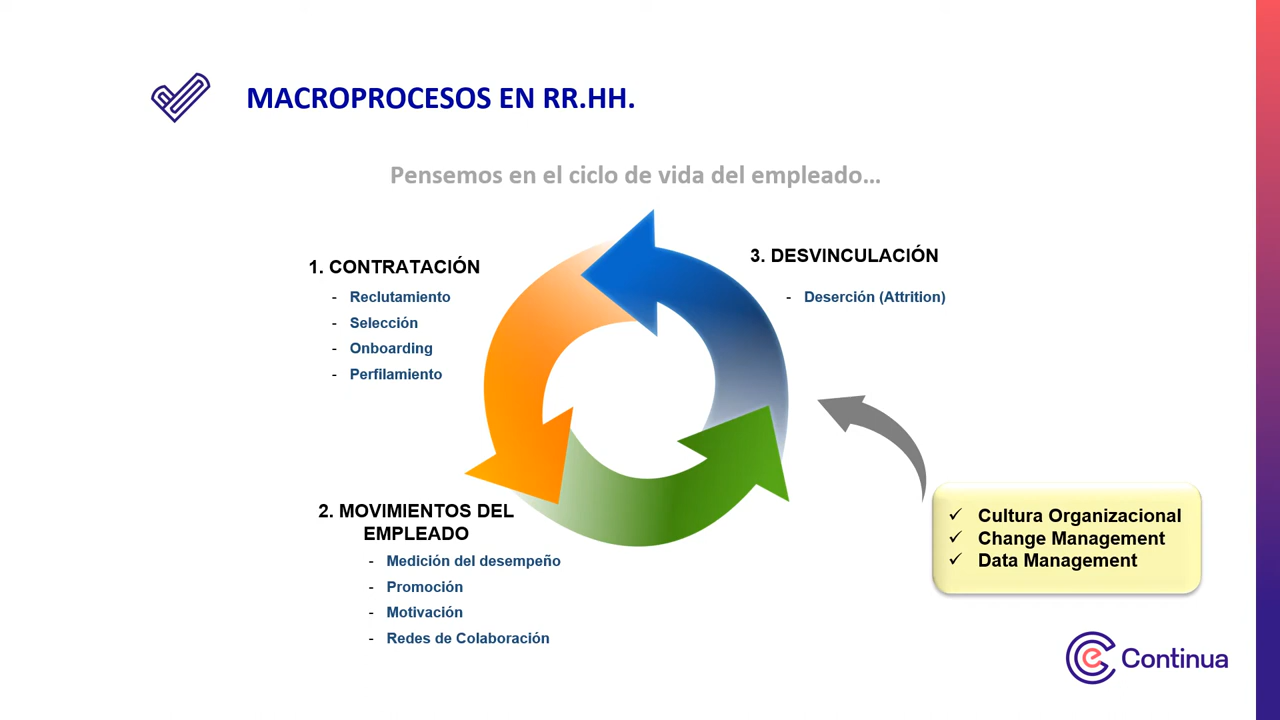 MACROPROCESOS EN RR.HH.
Pensemos en el ciclo de vida del empleado...
1. CONTRATACIÓN
- Reclutamiento
- Selección
- Onboarding
- Perfilamiento
3. DESVINCULACIÓN
- Deserción (Attrition)
2. MOVIMIENTOS DEL
EMPLEADO
- Medición del desempeño
- Promoción
- Motivación
- Redes de Colaboración
✓ Cultura Organizacional
✓ Change Management
✓ Data Management
e Continua